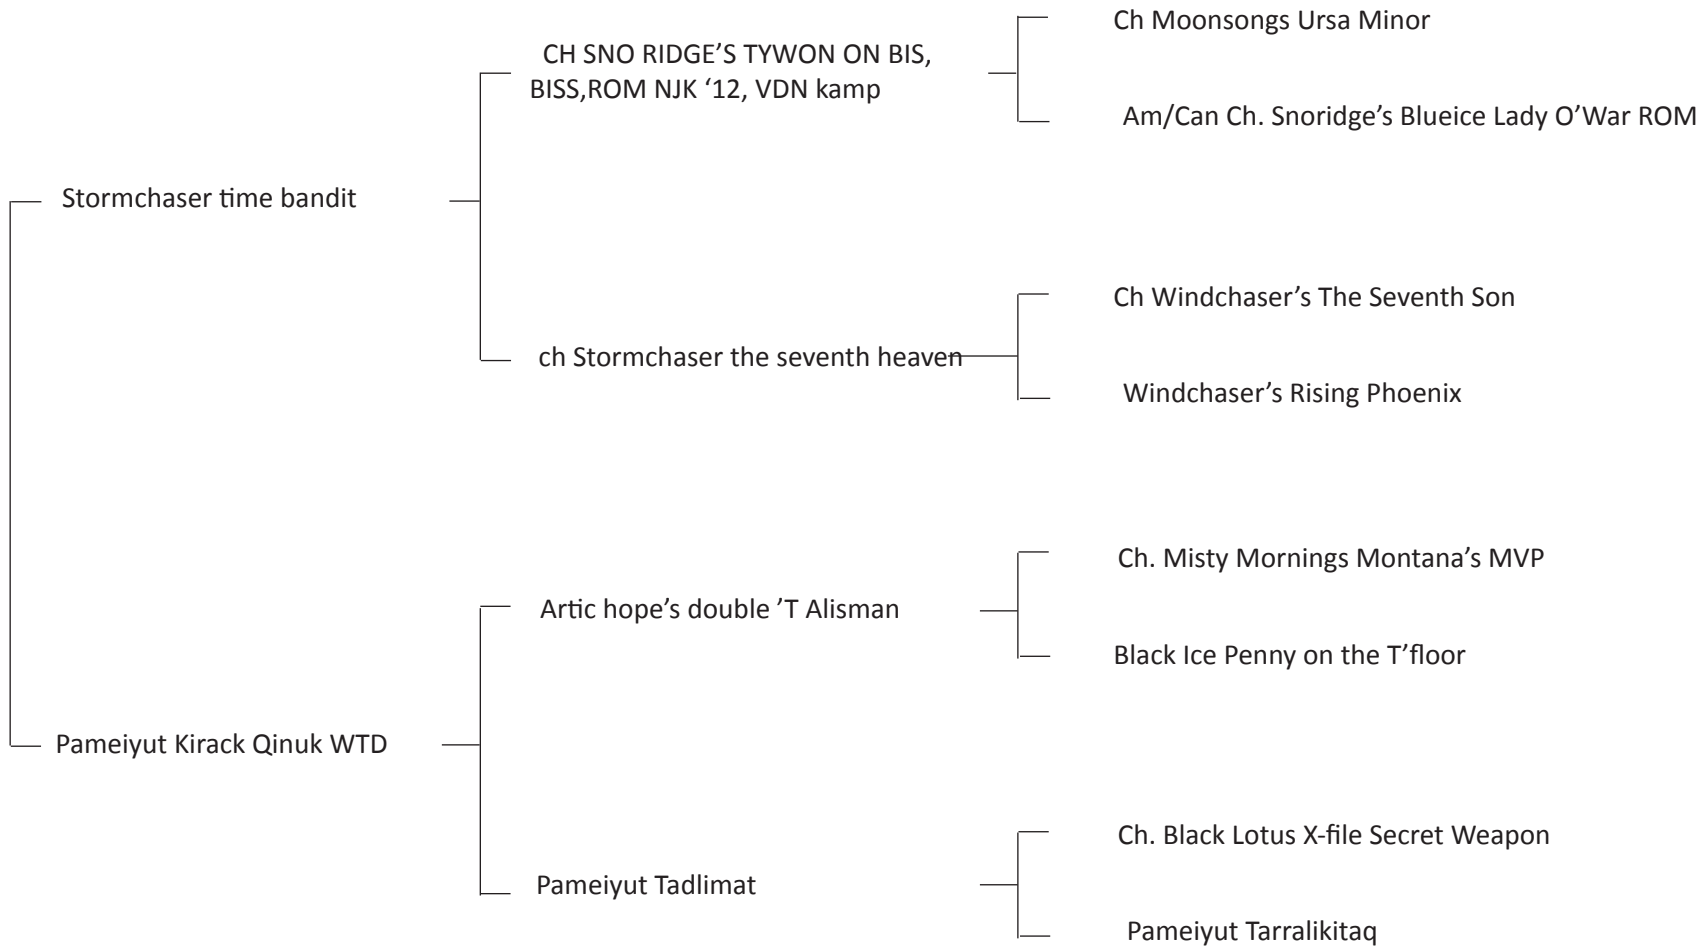 Ch Moonsongs Ursa Minor
CH SNO RIDGE’S TYWON ON BIS,
BISS,ROM NJK ‘12, VDN kamp
Am/Can Ch. Snoridge’s Blueice Lady O’War ROM
Stormchaser time bandit
Ch Windchaser’s The Seventh Son
ch Stormchaser the seventh heaven
Windchaser’s Rising Phoenix
Ch. Misty Mornings Montana’s MVP
Artic hope’s double ’T Alisman
Black Ice Penny on the T’floor
Pameiyut Kirack Qinuk WTD
Ch. Black Lotus X-file Secret Weapon
Pameiyut Tadlimat
Pameiyut Tarralikitaq